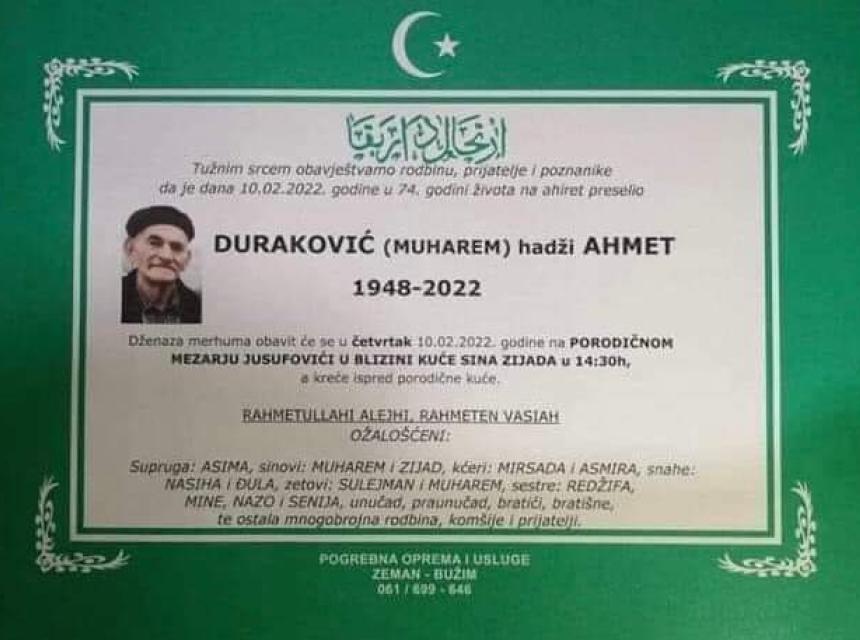 ارتحال دار بقا
Tužnim srcem obavještvamo rodbinu, prijatelje i poznanike
da je dana 10.02.2022. godine u 74. godini života na ahiret preselio
DURAKOVIĆ (MUHAREM) hadži AHMET
1948-2022
Dženaza merhuma obavit će se u četvrtak 10.02.2022. godine na PORODIČNOM
MEZARJU JUSUFOVIĆI U BLIZINI KUĆE SINA ZIJADA u 14:30h,
a kreće ispred porodične kuće.
RAHMETULLAHI ALEJHI, RAHMETEN VASIAH
OŽALOŠĆENI:
Supruga: ASIMA, sinovi: MUHAREM i ZIJAD, kćeri: MIRSADA i ASMIRA, snahe:
NASIHA i ĐULA, zetovi: SULEJMAN i MUHAREM, sestre: REDŽIFA,
MINE, NAZO i SENIJA, unučad, praunučad, bratići, bratišne,
te ostala mnogobrojna rodbina, komšije i prijatelji.
POGREBNA OPREMA I USLUGE
ZEMAN - BUŽIM
061 / 699 - 646